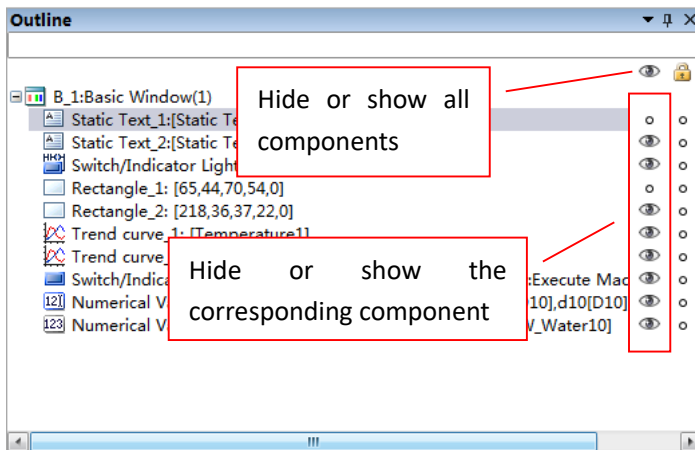 Outline
B_1:Basic Window(1)
Hide or show all
components
Static Text_1:[Static Te
Static Text_2:[Static Te
Switch/Indicator Light
Rectangle_1: [65,44,70,54,0]
Rectangle_2: [218,36,37,22,0]
Trend curve_1: [Temperature1]
Trend curve_
Switch/Indica :Execute Mac
Hide or show the
corresponding component
Numerical V 10],d10[D10]
Numerical V _Water10]